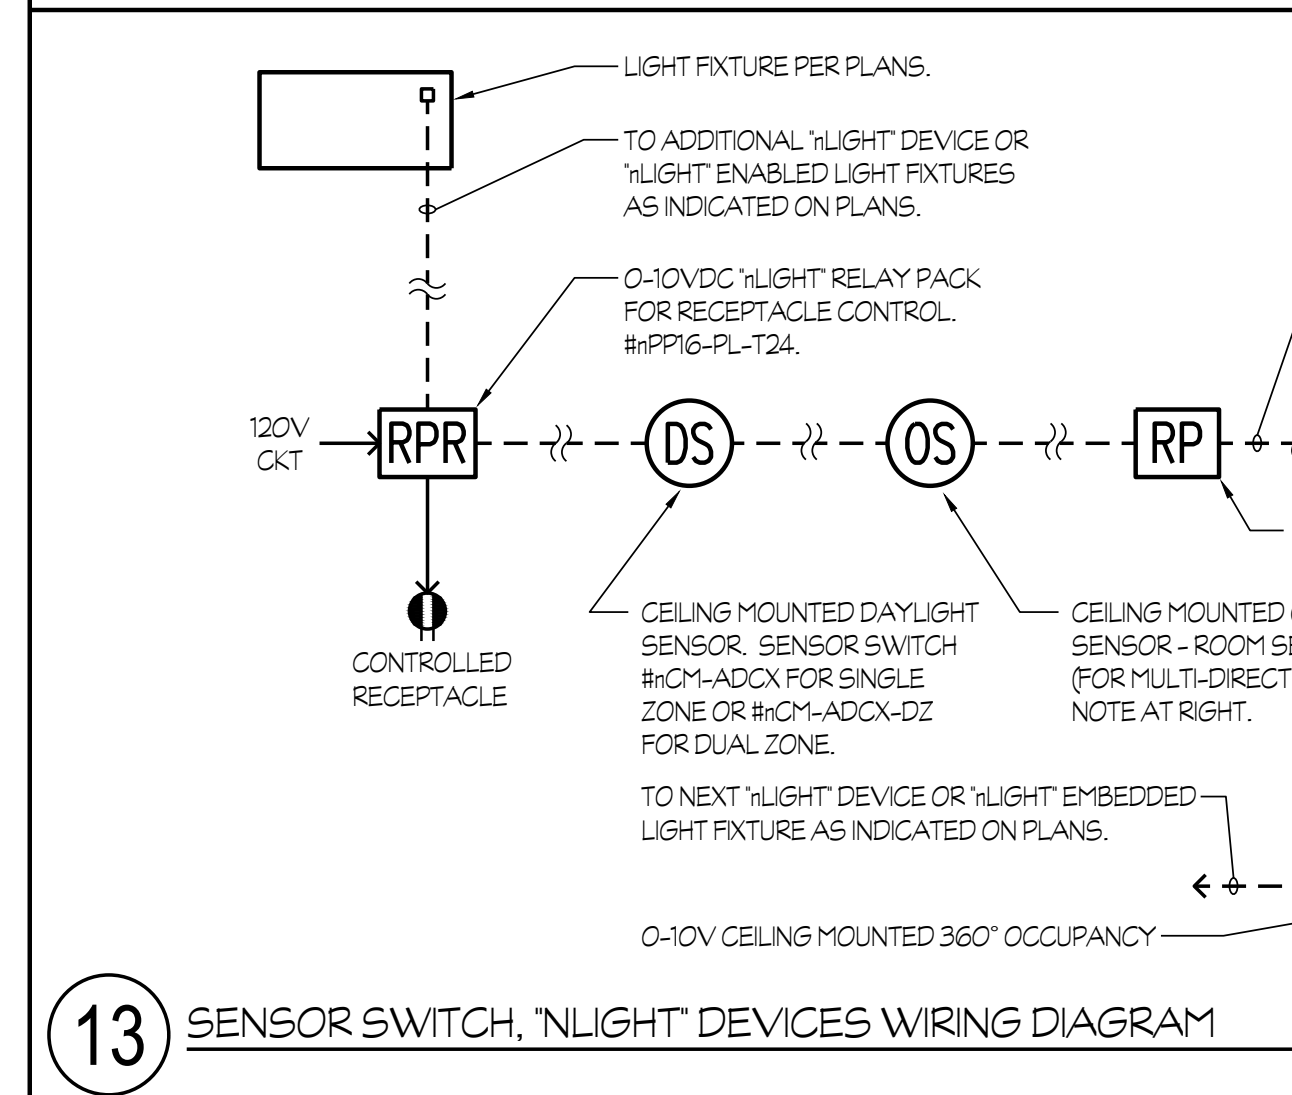 LIGHT FIXTURE PER PLANS.
TO ADDITIONAL "nLIGHT" DEVICE OR
"nLIGHT" ENABLED LIGHT FIXTURES
AS INDICATED ON PLANS.
0-10VDC "nLIGHT" RELAY PACK
FOR RECEPTACLE CONTROL.
#nPP16-PL-T24.
120V
CKT
RPR
DS
OS
RP
CONTROLLED
RECEPTACLE
CEILING MOUNTED DAYLIGHT
SENSOR. SENSOR SWITCH
#nCM-ADCX FOR SINGLE
ZONE OR #nCM-ADCX-DZ
FOR DUAL ZONE.
CEILING MOUNTED
SENSOR - ROOM
(FOR MULTI-DIRECT
NOTE AT RIGHT.
TO NEXT "nLIGHT" DEVICE OR "nLIGHT" EMBEDDED
LIGHT FIXTURE AS INDICATED ON PLANS.
0-10V CEILING MOUNTED 360° OCCUPANCY
13
SENSOR SWITCH, "NLIGHT" DEVICES WIRING DIAGRAM